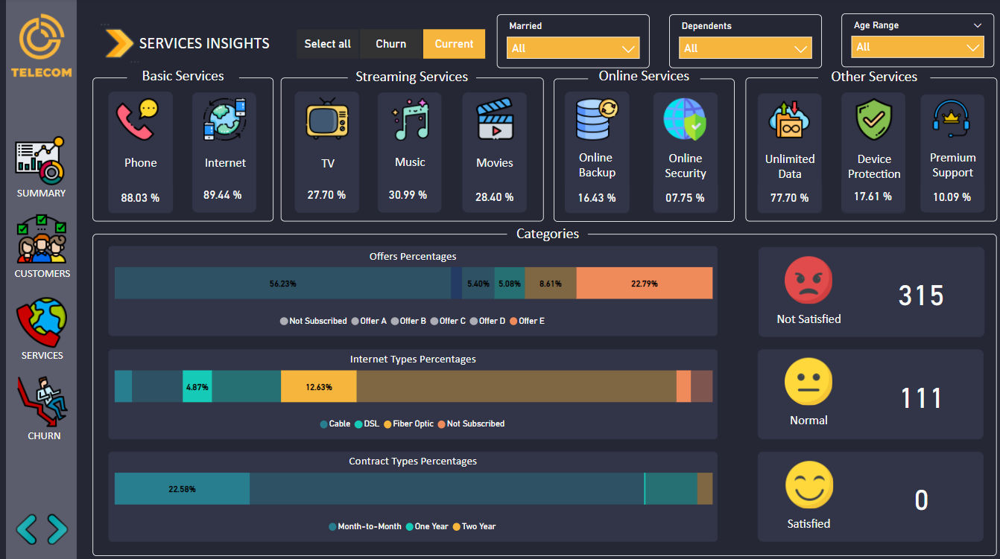 TELECOM
SUMMARY
CUSTOMERS
SERVICES
CHURN
SERVICES INSIGHTS
Select all
Churn
Current
Married
All
Dependents
All
Age Range
All
Basic Services
Phone
88.03 %
Internet
89.44 %
Streaming Services
TV
27.70 %
Music
30.99 %
Movies
28.40 %
Online Services
Online
Backup
16.43 %
Online
Security
07.75 %
Other Services
Unlimited
Data
77.70 %
Device
Protection
17.61 %
Premium
Support
10.09 %
Categories
Offers Percentages
56.23%
5.40%
5.08%
8.61%
22.79%
Not Subscribed
Offer A
Offer B
Offer C
Offer D
Offer E
Internet Types Percentages
4.87%
12.63%
Cable
DSL
Fiber Optic
Not Subscribed
Contract Types Percentages
22.58%
Month-to-Month
One Year
Two Year
Not Satisfied
315
Normal
111
Satisfied
0